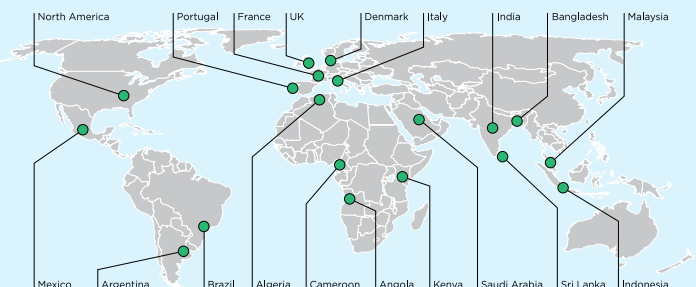 North America
Portugal
France
UK
Denmark
Italy
India
Bangladesh
Malaysia
Mexico
Argentina
Brazil
Algeria
Cameroon
Angola
Kenya
Saudi Arabia
Sri Lanka
Indonesia